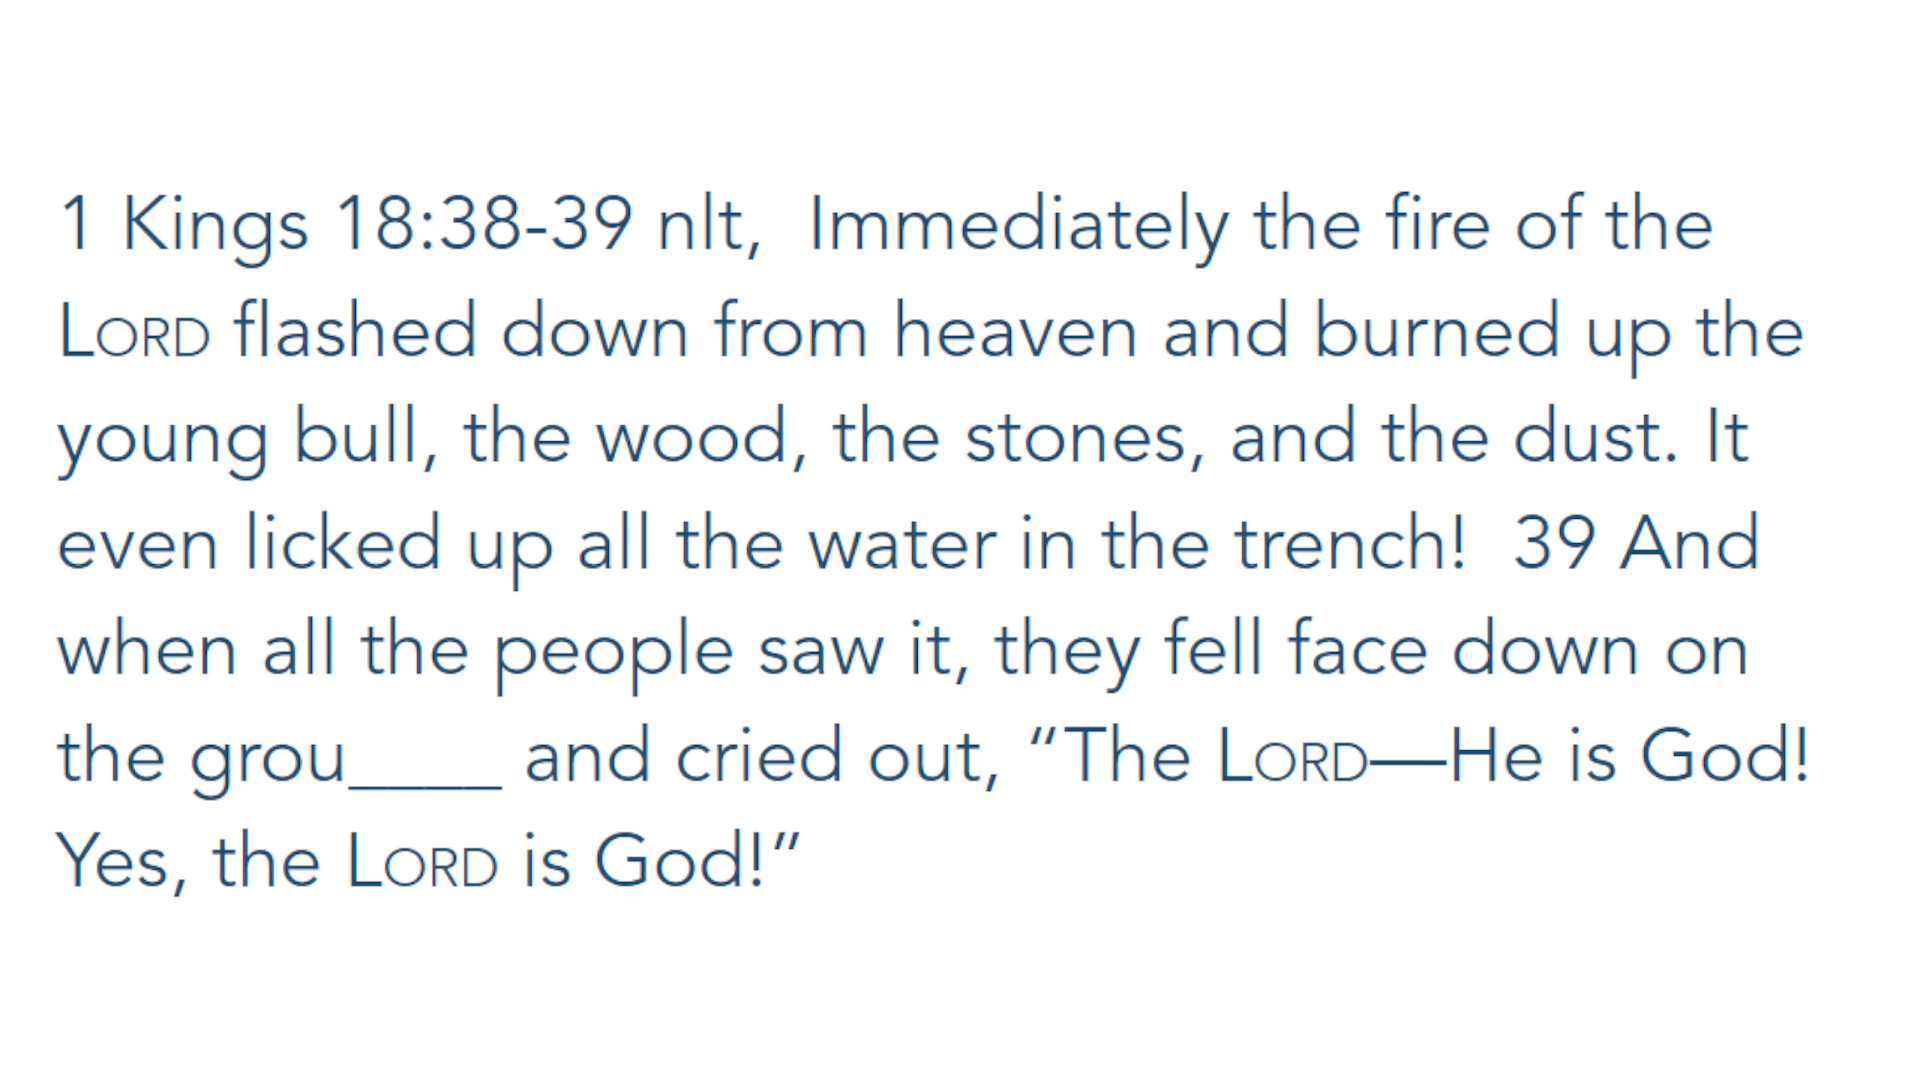 1 Kings 18:38-39 nlt,  Immediately the fire of the
LORD flashed down from heaven and burned up the
young bull, the wood, the stones, and the dust. It
even licked up all the water in the trench!  39 And
when all the people saw it, they fell face down on
the grou____ and cried out, “The LORD—He is God!
Yes, the LORD is God!”